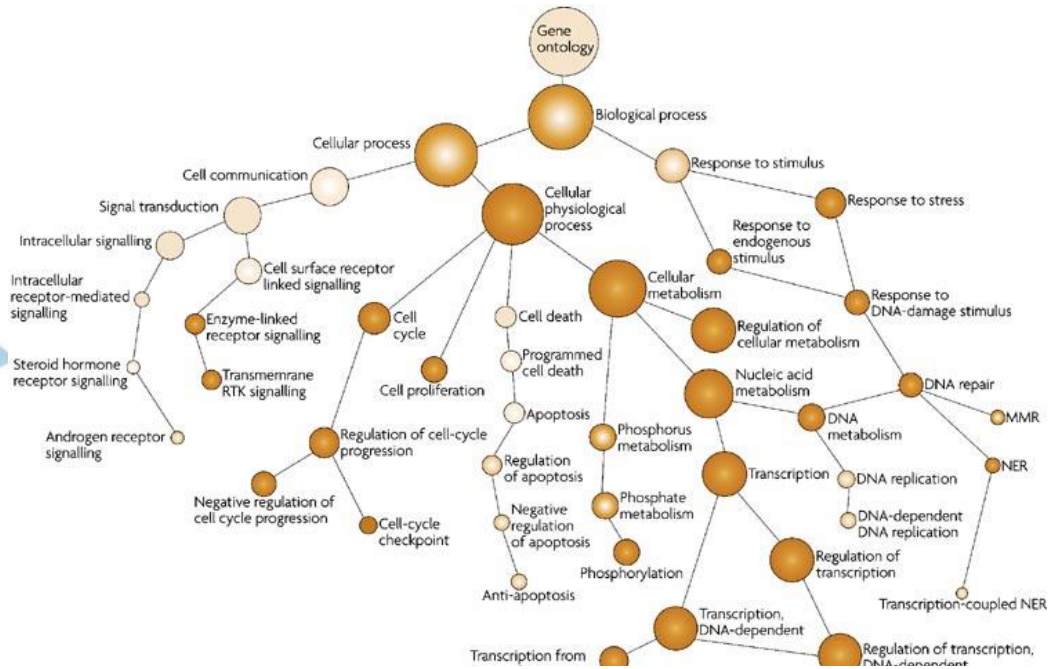 Gene
ontology
Biological process
Cellular process
Response to stimulus
Cell communication
Cellular
physiological
process
Response to stress
Signal transduction
Response to
endogenous
stimulus
Intracellular signalling
Cell surface receptor
linked signalling
Cellular
metabolism
Intracellular
receptor-mediated
signalling
Response to
DNA-damage stimulus
Enzyme-linked
receptor signalling
Cell
cycle
Cell death
Regulation of
cellular metabolism
Steroid hormone
receptor signalling
Transmemrane
RTK signalling
Cell proliferation
Programmed
cell death
Nucleic acid
metabolism
DNA repair
Androgen receptor
signalling
Regulation of cell-cycle
progression
Apoptosis
Phosphorus
metabolism
DNA
metabolism
MMR
Regulation
of apoptosis
Transcription
DNA replication
NER
Negative regulation of
cell cycle progression
Cell-cycle
checkpoint
Negative
regulation
of apoptosis
Phosphate
metabolism
DNA-dependent
DNA replication
Phosphorylation
Regulation of
transcription
Anti-apoptosis
Transcription-coupled NER
Transcription,
DNA-dependent
Transcription from
Regulation of transcription,
DNA-dependent